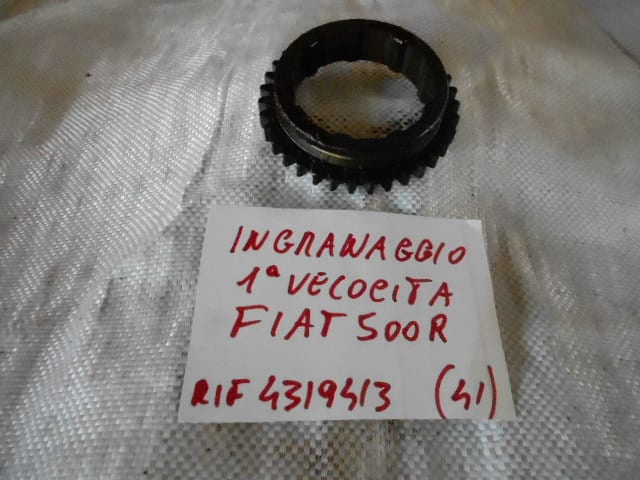 INGRANAGGIO
1ª VELOCITA
FIAT 500R
RIF 4319413 (41)